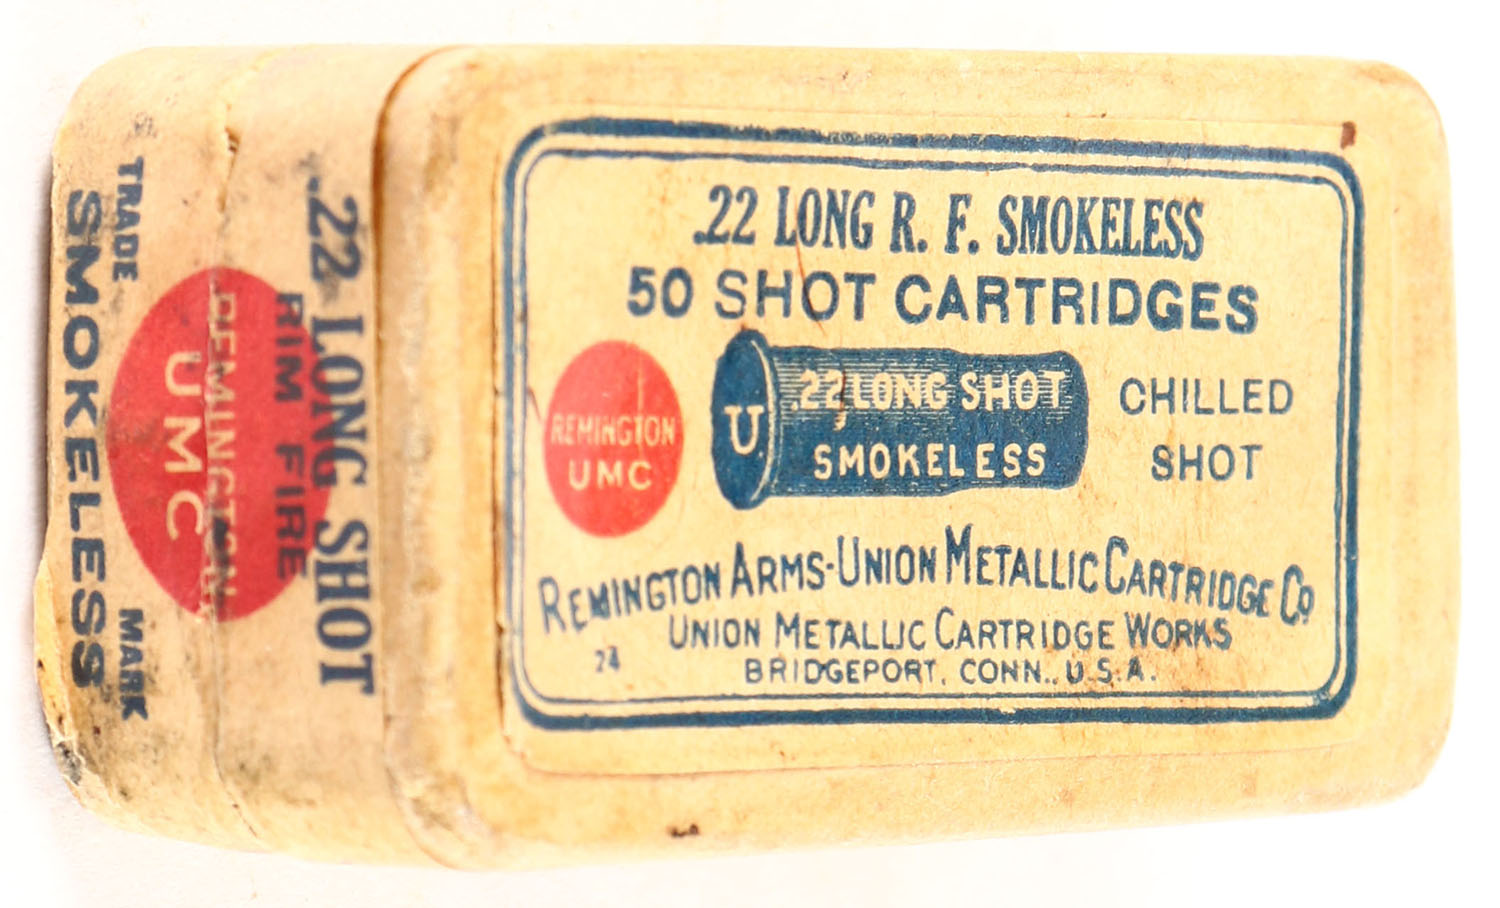 .22 LONG R. F. SMOKELESS
50 SHOT CARTRIDGES
REMINGTON
UMC
U
.22 LONG SHOT
SMOKELESS
CHILLED
SHOT
REMINGTON ARMS-UNION METALLIC CARTRIDGE CO
UNION METALLIC CARTRIDGE WORKS
24
BRIDGEPORT, CONN., U.S.A.
.22 LONG SHOT
RIM FIRE
REMINGTON
UMC
TRADE MARK
SMOKELESS